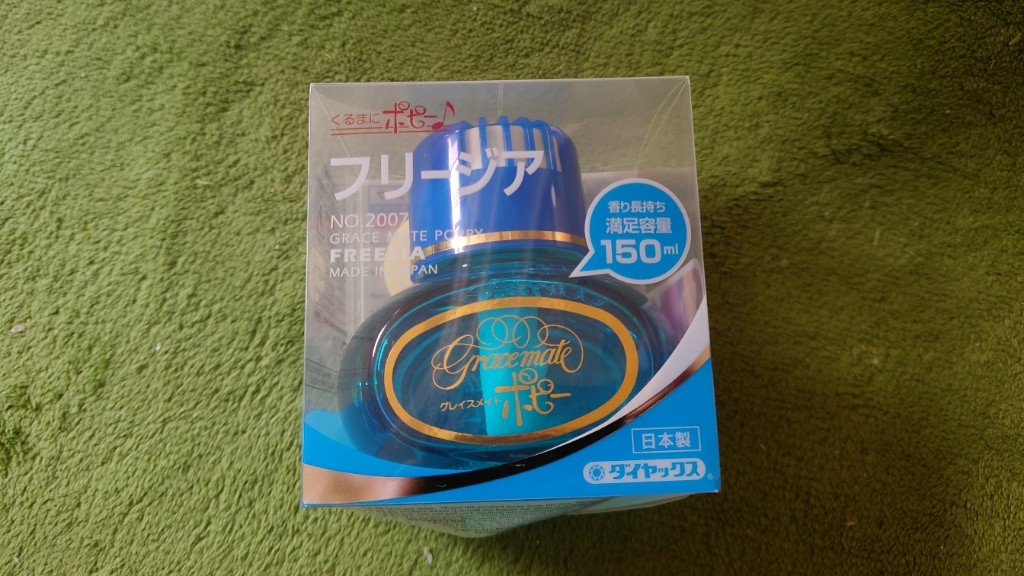 くるまにポピー
フリージア
NO.2007
GRACE MATE POPPY
FREESIA
MADE IN JAPAN
香り長持ち
満足容量
150ml
Gracemate
グレイスメイト ポピー
日本製
ダイヤックス